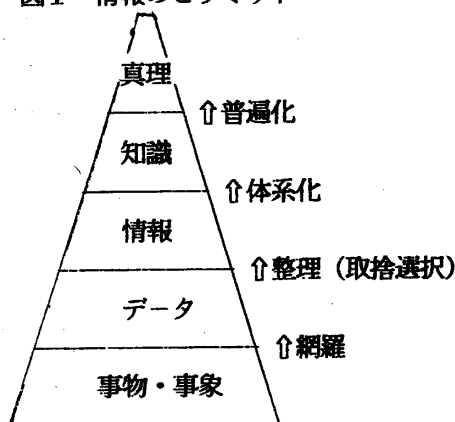 真理
⇧普遍化
知識
⇧体系化
情報
⇧整理（取捨選択）
データ
⇧網羅
事物・事象